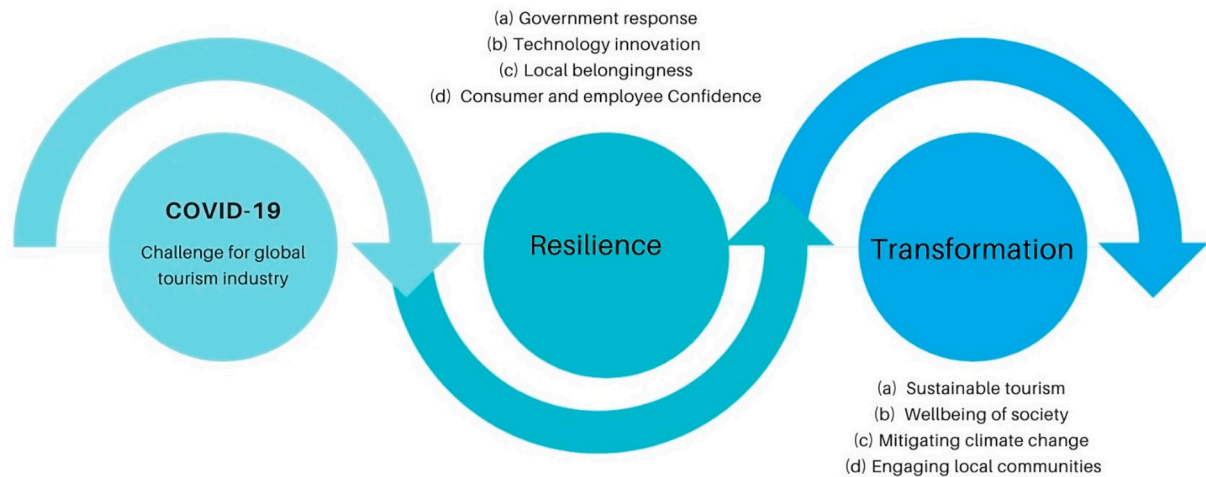 (a) Government response
(b) Technology innovation
(c) Local belongingness
(d) Consumer and employee Confidence
COVID-19
Challenge for global
tourism industry
Resilience
Transformation
(a) Sustainable tourism
(b) Wellbeing of society
(c) Mitigating climate change
(d) Engaging local communities